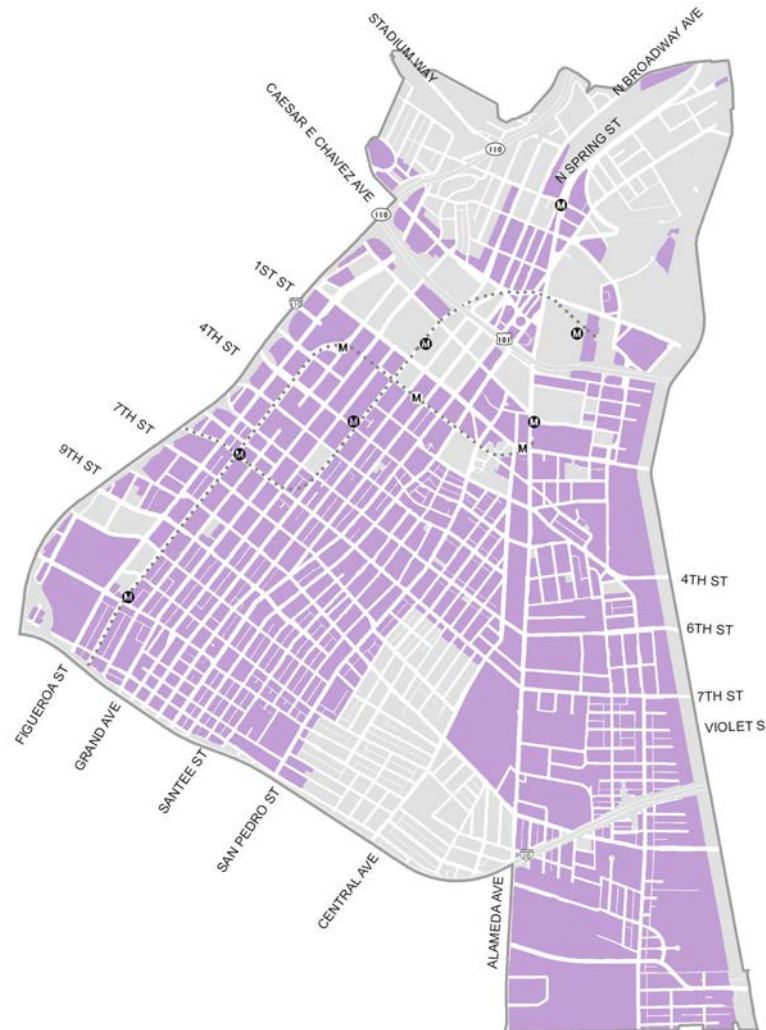 STADIUM WAY
N BROADWAY AVE
CAESAR E CHAVEZ AVE
N SPRING ST
110
M
110
1ST ST
110
4TH ST
101
M
M
M
M
7TH ST
M
M
M
M
9TH ST
4TH ST
M
6TH ST
FIGUEROA ST
GRAND AVE
7TH ST
VIOLET S
SANTEE ST
SAN PEDRO ST
CENTRAL AVE
10
ALAMEDA AVE